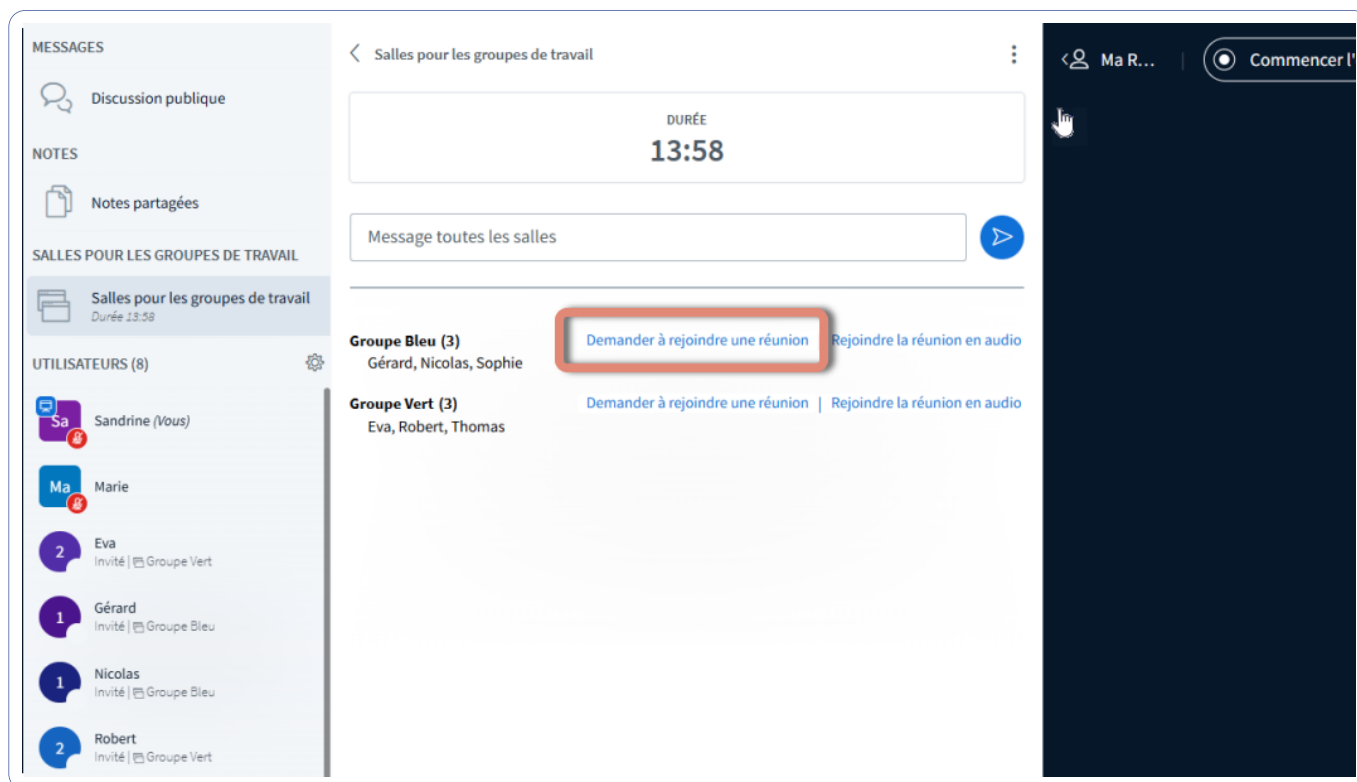 MESSAGES
Discussion publique
NOTES
Notes partagées
SALLES POUR LES GROUPES DE TRAVAIL
Salles pour les groupes de travail
Durée 13:58
UTILISATEURS (8)
Sa
Sandrine (Vous)
Ma
Marie
2
Eva
Invité | Groupe Vert
1
Gérard
Invité | Groupe Bleu
1
Nicolas
Invité | Groupe Bleu
2
Robert
Invité | Groupe Vert
Salles pour les groupes de travail
DURÉE
13:58
Message toutes les salles
Groupe Bleu (3) Demander à rejoindre une réunion Rejoindre la réunion en audio
Gérard, Nicolas, Sophie
Groupe Vert (3) Demander à rejoindre une réunion | Rejoindre la réunion en audio
Eva, Robert, Thomas
Ma R... | Commencer l'